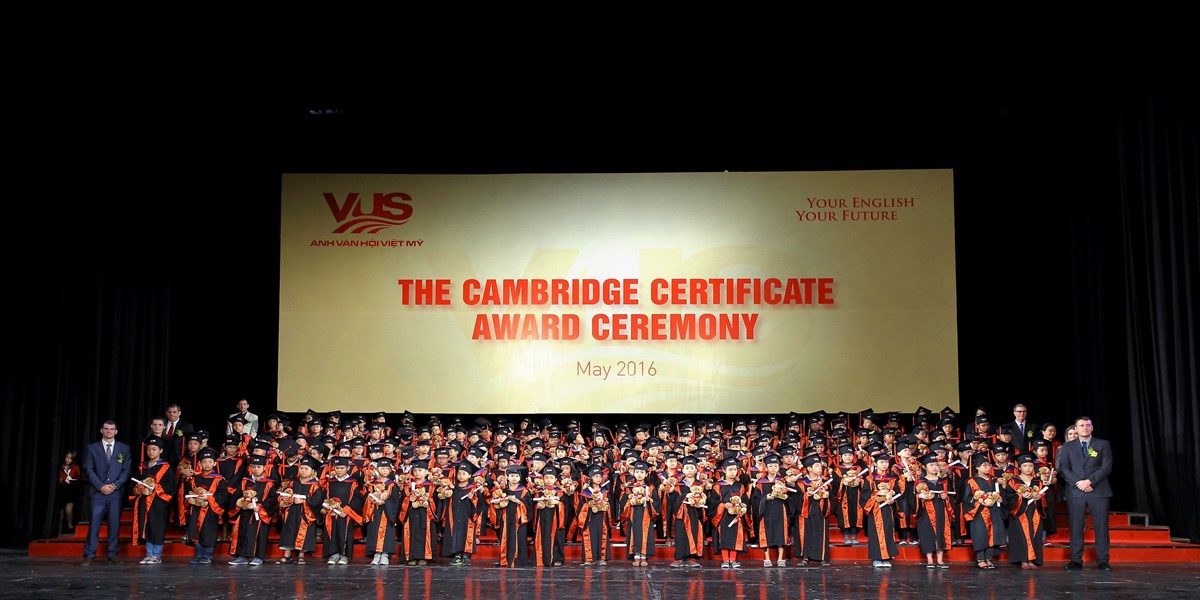 VUS
ANH VĂN HỘI VIỆT MỸ
YOUR ENGLISH
YOUR FUTURE
THE CAMBRIDGE CERTIFICATE
AWARD CEREMONY
May 2016